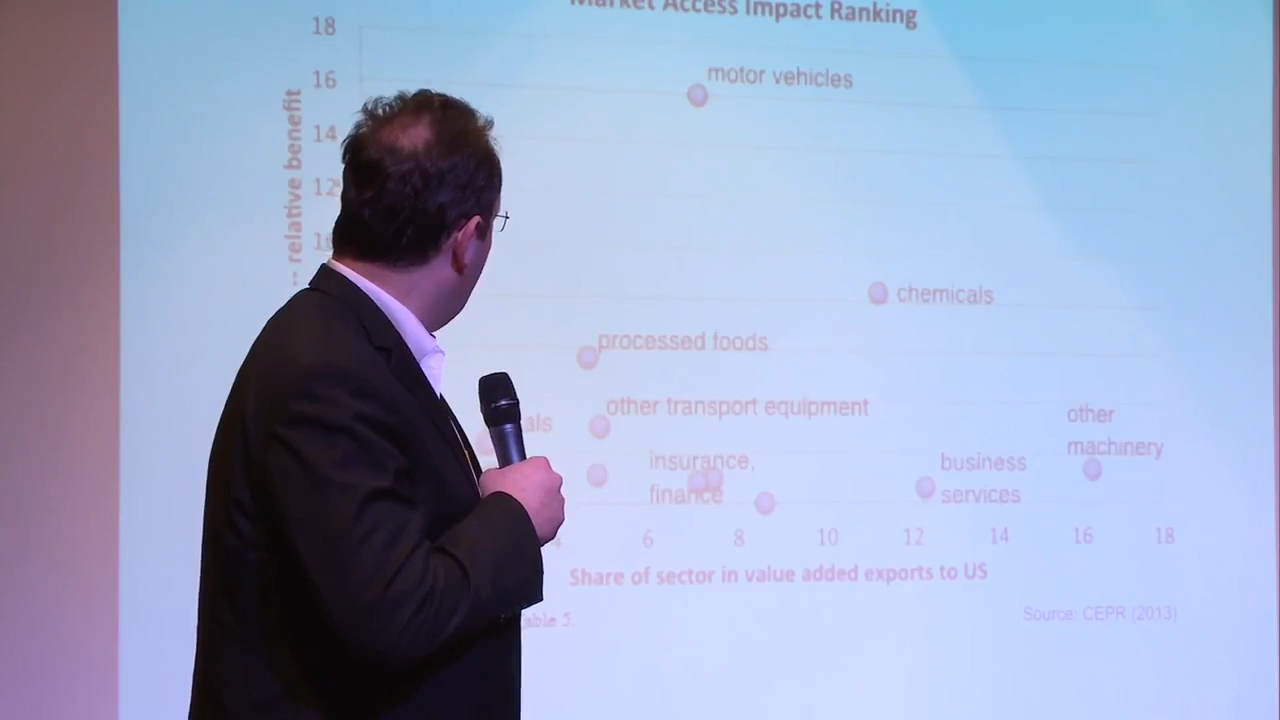 Market Access Impact Ranking
18
16
14
12
-- relative benefit
motor vehicles
chemicals
processed foods
other transport equipment
other
machinery
insurance,
finance
business
services
6 8 10 12 14 16 18
Share of sector in value added exports to US
Source: CEPR (2013)